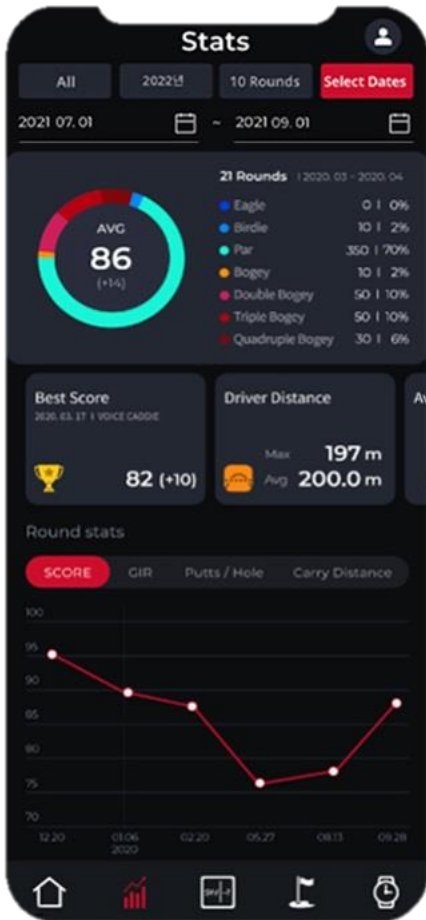 Stats
All 2022년 10 Rounds Select Dates
2021 07. 01 ~ 2021 09. 01
21 Rounds | 2020. 03 - 2020. 04
Eagle 0 | 0%
Birdie 10 | 2%
Par 350 | 70%
Bogey 10 | 2%
Double Bogey 50 | 10%
Triple Bogey 50 | 10%
Quadruple Bogey 30 | 6%
AVG
86
(+14)
Best Score
2020. 03. 17 | VOICE CADDIE
82 (+10)
Driver Distance
Max 197 m
Avg 200.0 m
Av
Round stats
SCORE GIR Putts / Hole Carry Distance
100
95
90
85
80
75
70
12.20 01.06 02.20 05.27 08.13 09.28
2020